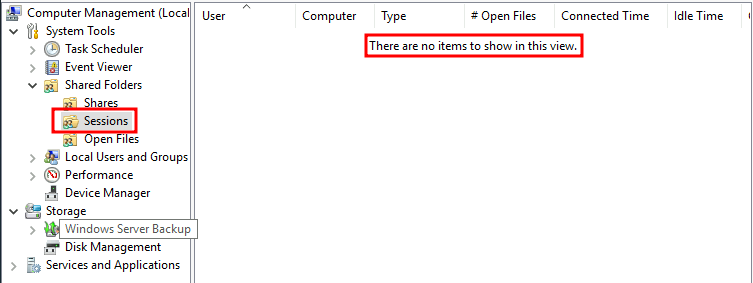 Computer Management (Local
System Tools
Task Scheduler
Event Viewer
Shared Folders
Shares
Sessions
Open Files
Local Users and Groups
Performance
Device Manager
Storage
Windows Server Backup
Disk Management
Services and Applications
User Computer Type # Open Files Connected Time Idle Time
There are no items to show in this view.